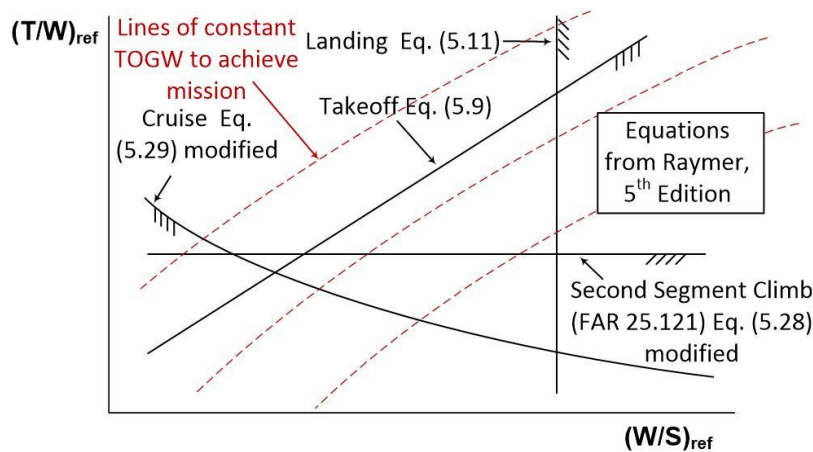 (T/W)ref
Lines of constant
TOGW to achieve
mission
Landing Eq. (5.11)
Takeoff Eq. (5.9)
Cruise Eq.
(5.29) modified
Equations
from Raymer,
5th Edition
Second Segment Climb
(FAR 25.121) Eq. (5.28)
modified
(W/S)ref